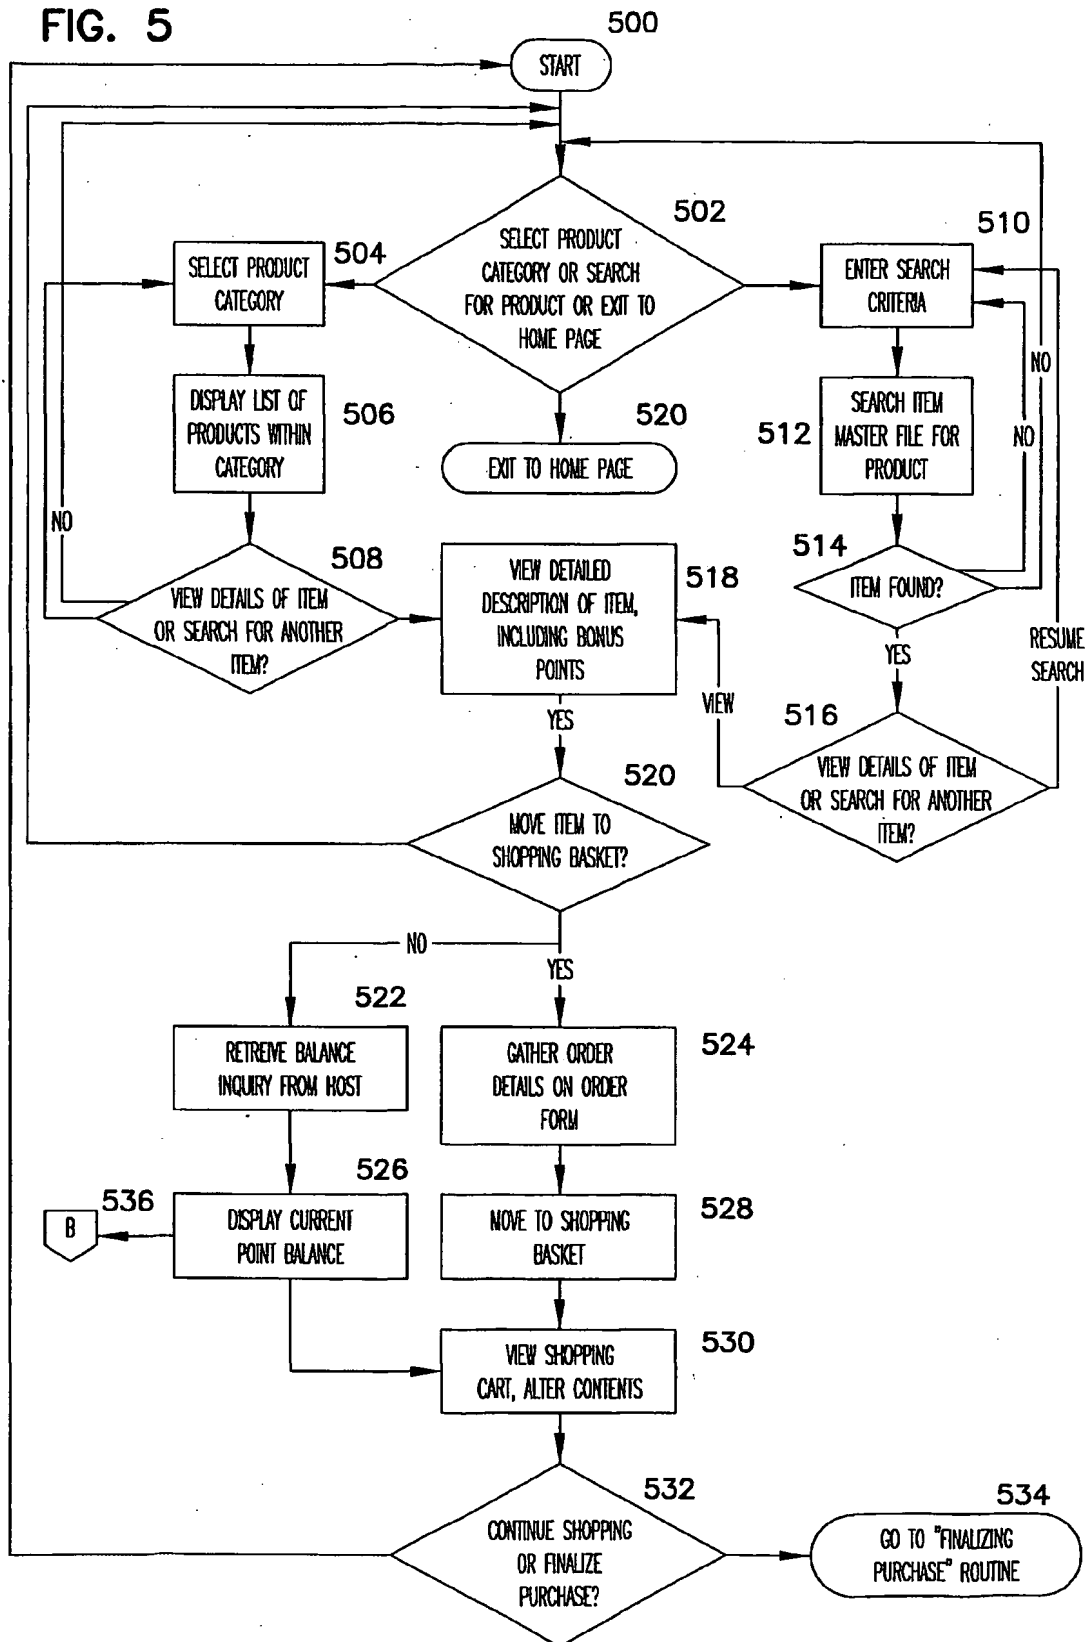 FIG. 5
500
START
502
SELECT PRODUCT
CATEGORY OR SEARCH
FOR PRODUCT OR EXIT TO
HOME PAGE
504
SELECT PRODUCT
CATEGORY
510
ENTER SEARCH
CRITERIA
506
DISPLAY LIST OF
PRODUCTS WITHIN
CATEGORY
520
EXIT TO HOME PAGE
512
SEARCH ITEM
MASTER FILE FOR
PRODUCT
NO
NO
NO
508
VIEW DETAILS OF ITEM
OR SEARCH FOR ANOTHER
ITEM?
518
VIEW DETAILED
DESCRIPTION OF ITEM,
INCLUDING BONUS
POINTS
514
ITEM FOUND?
YES
RESUME
SEARCH
VIEW
YES
516
VIEW DETAILS OF ITEM
OR SEARCH FOR ANOTHER
ITEM?
520
MOVE ITEM TO
SHOPPING BASKET?
NO
YES
522
RETREIVE BALANCE
INQUIRY FROM HOST
524
GATHER ORDER
DETAILS ON ORDER
FORM
526
DISPLAY CURRENT
POINT BALANCE
536
B
528
MOVE TO SHOPPING
BASKET
530
VIEW SHOPPING
CART, ALTER CONTENTS
532
CONTINUE SHOPPING
OR FINALIZE
PURCHASE?
534
GO TO "FINALIZING
PURCHASE" ROUTINE